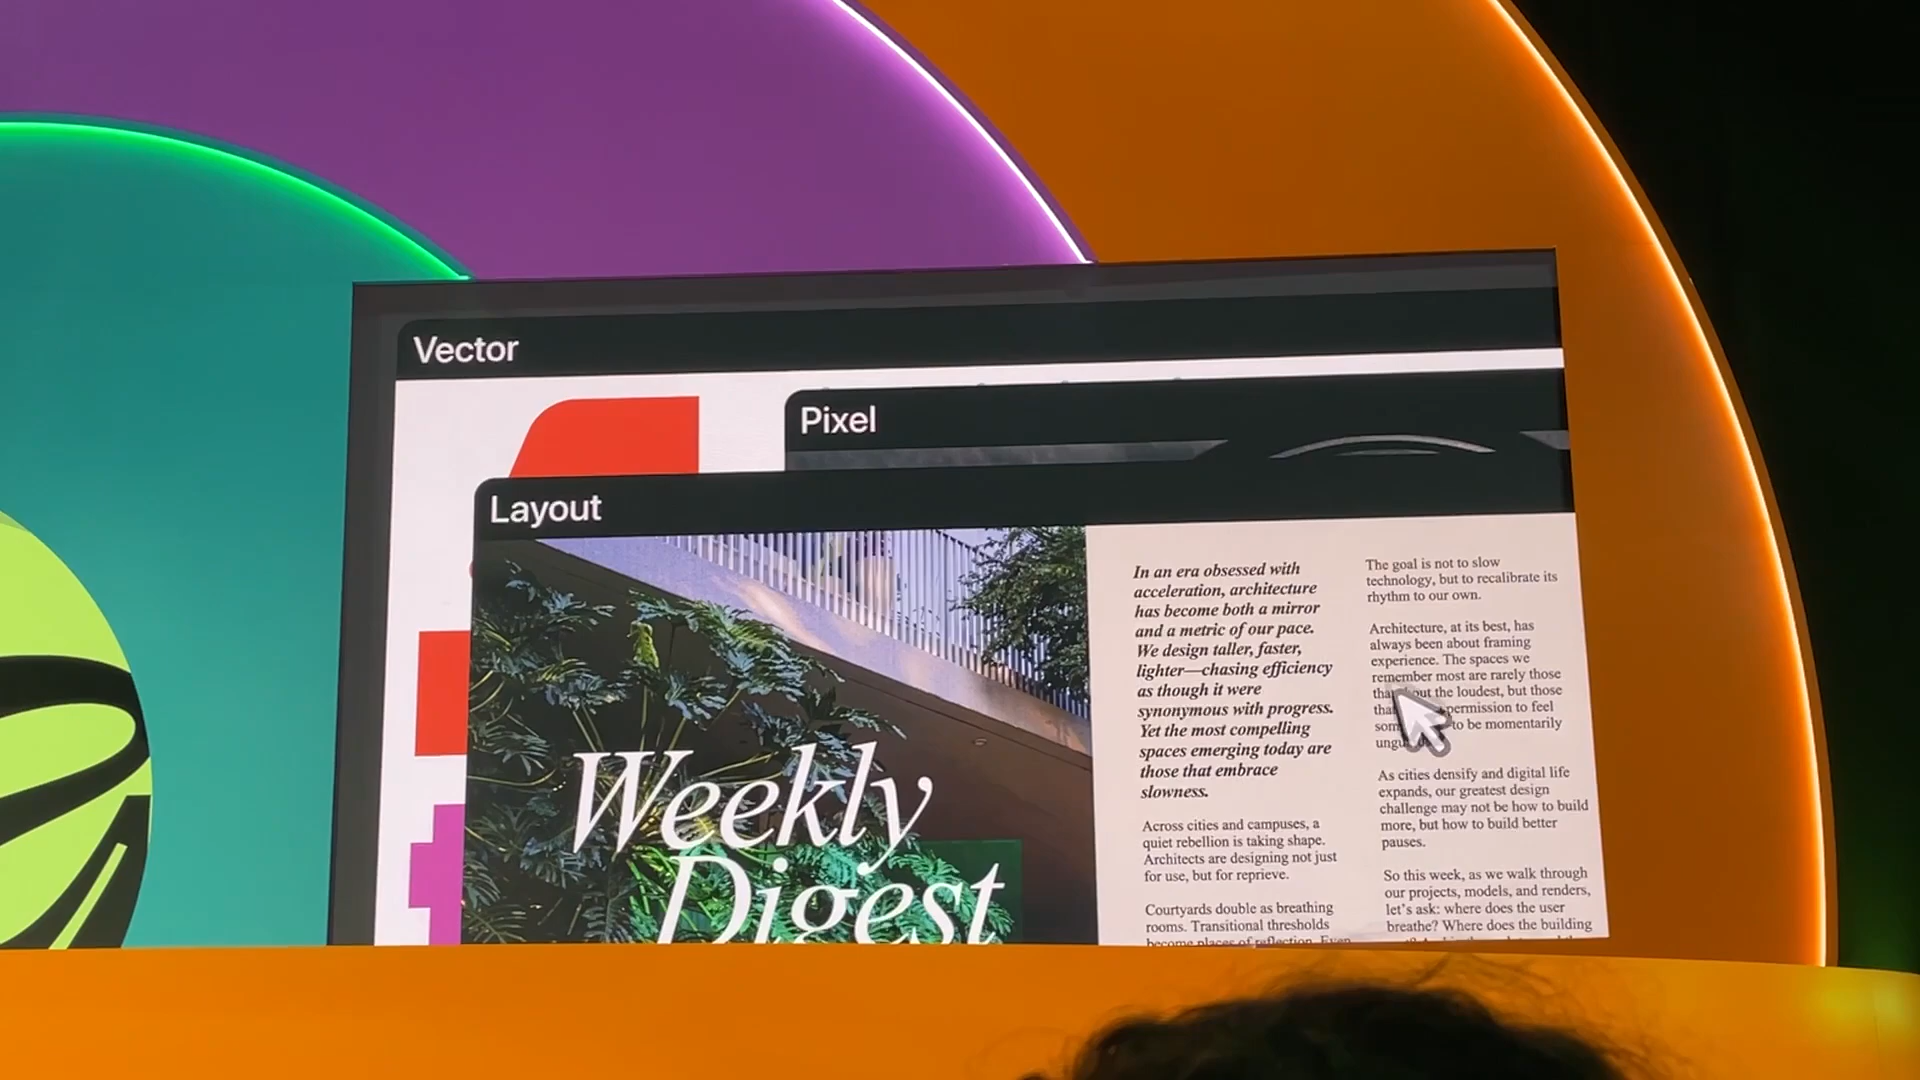 Vector
Pixel
Layout
Weekly
Digest
In an era obsessed with
acceleration, architecture
has become both a mirror
and a metric of our pace.
We design taller, faster,
lighter—chasing efficiency
as though it were
synonymous with progress.
Yet the most compelling
spaces emerging today are
those that embrace
slowness.
Across cities and campuses, a
quiet rebellion is taking shape.
Architects are designing not just
for use, but for reprieve.
Courtyards double as breathing
rooms. Transitional thresholds
become places of reflection. Even
The goal is not to slow
technology, but to recalibrate its
rhythm to our own.
Architecture, at its best, has
always been about framing
experience. The spaces we
remember most are rarely those
the loudest, but those
permission to feel
to be momentarily
As cities densify and digital life
expands, our greatest design
challenge may not be how to build
more, but how to build better
pauses.
So this week, as we walk through
our projects, models, and renders,
let's ask: where does the user
breathe? Where does the building